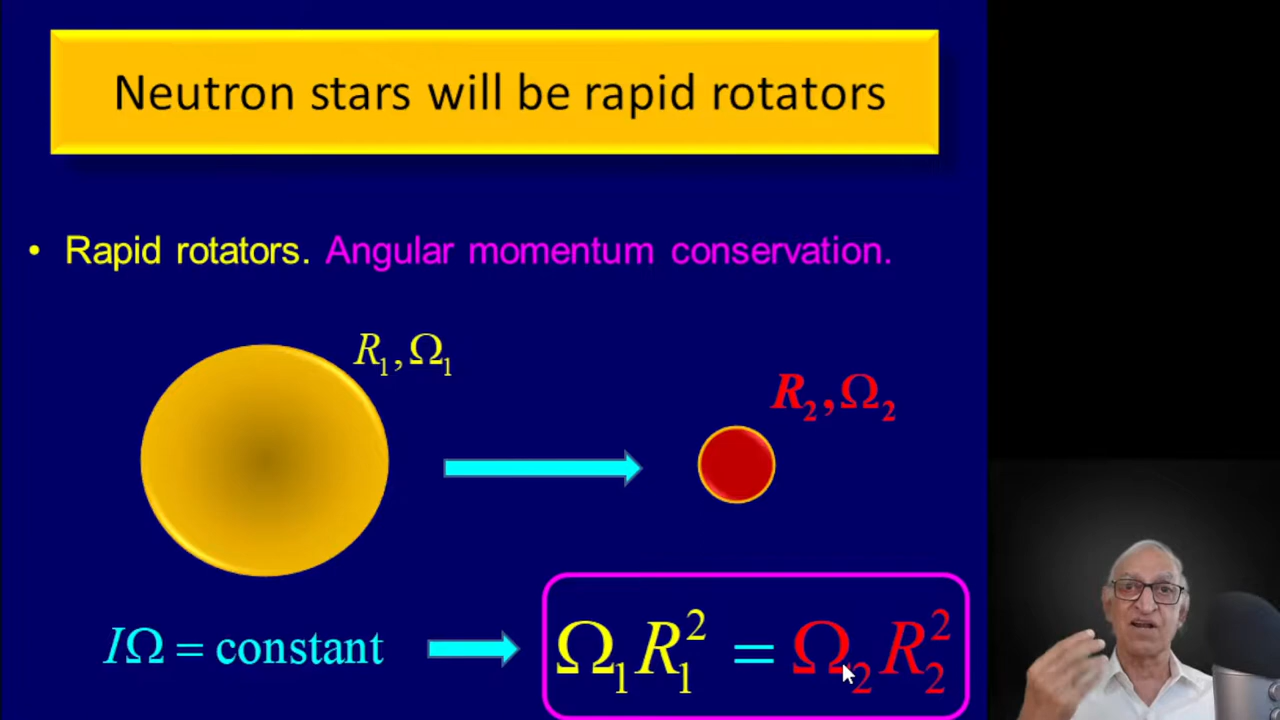 Neutron stars will be rapid rotators
• Rapid rotators. Angular momentum conservation.
R₁, Ω₁
R₂, Ω₂
IΩ = constant
Ω₁R₁² = Ω₂R₂²